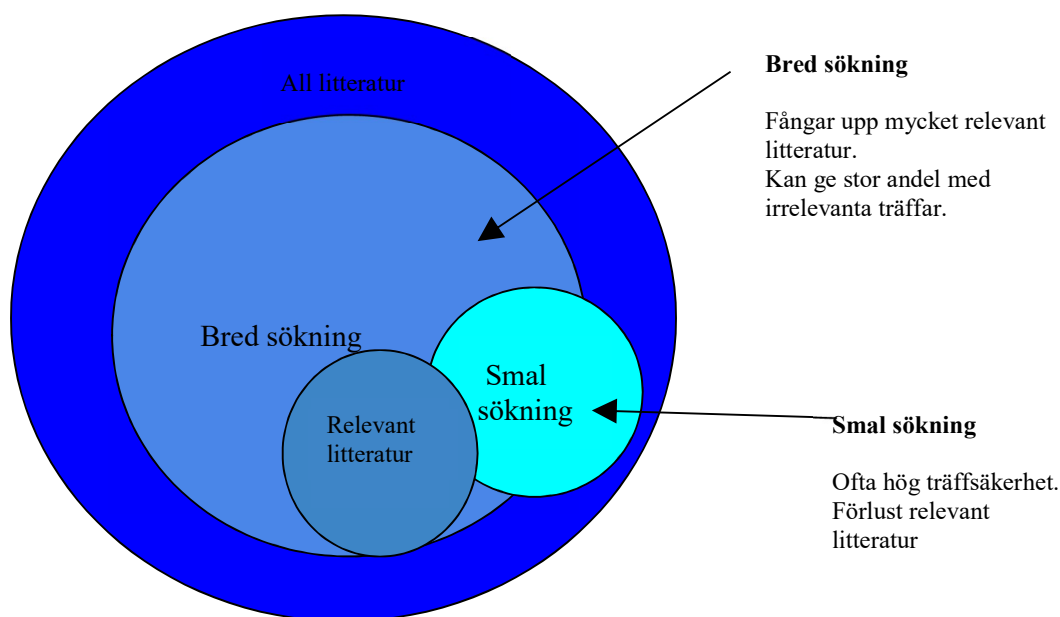 All litteratur
Bred sökning
Smal
sökning
Relevant
litteratur
Bred sökning
Fångar upp mycket relevant
litteratur.
Kan ge stor andel med
irrelevanta träffar.
Smal sökning
Ofta hög träffsäkerhet.
Förlust relevant
litteratur